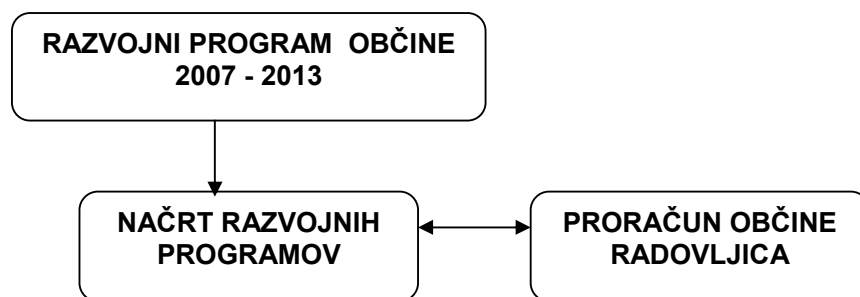 RAZVOJNI PROGRAM OBČINE
2007 - 2013
NAČRT RAZVOJNIH
PROGRAMOV
PRORAČUN OBČINE
RADOVLJICA